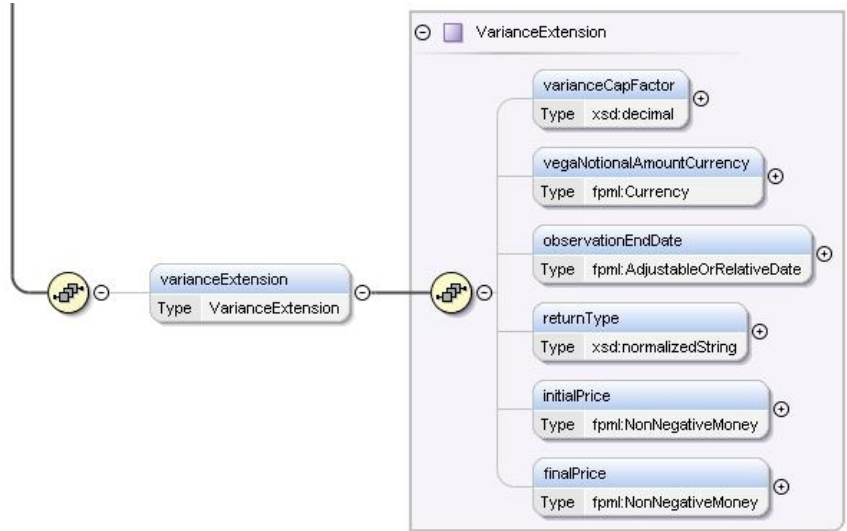 VarianceExtension
varianceCapFactor
Type xsd:decimal
vegaNotionalAmountCurrency
Type fpml:Currency
observationEndDate
Type fpml:AdjustableOrRelativeDate
varianceExtension
Type VarianceExtension
returnType
Type xsd:normalizedString
initialPrice
Type fpml:NonNegativeMoney
finalPrice
Type fpml:NonNegativeMoney